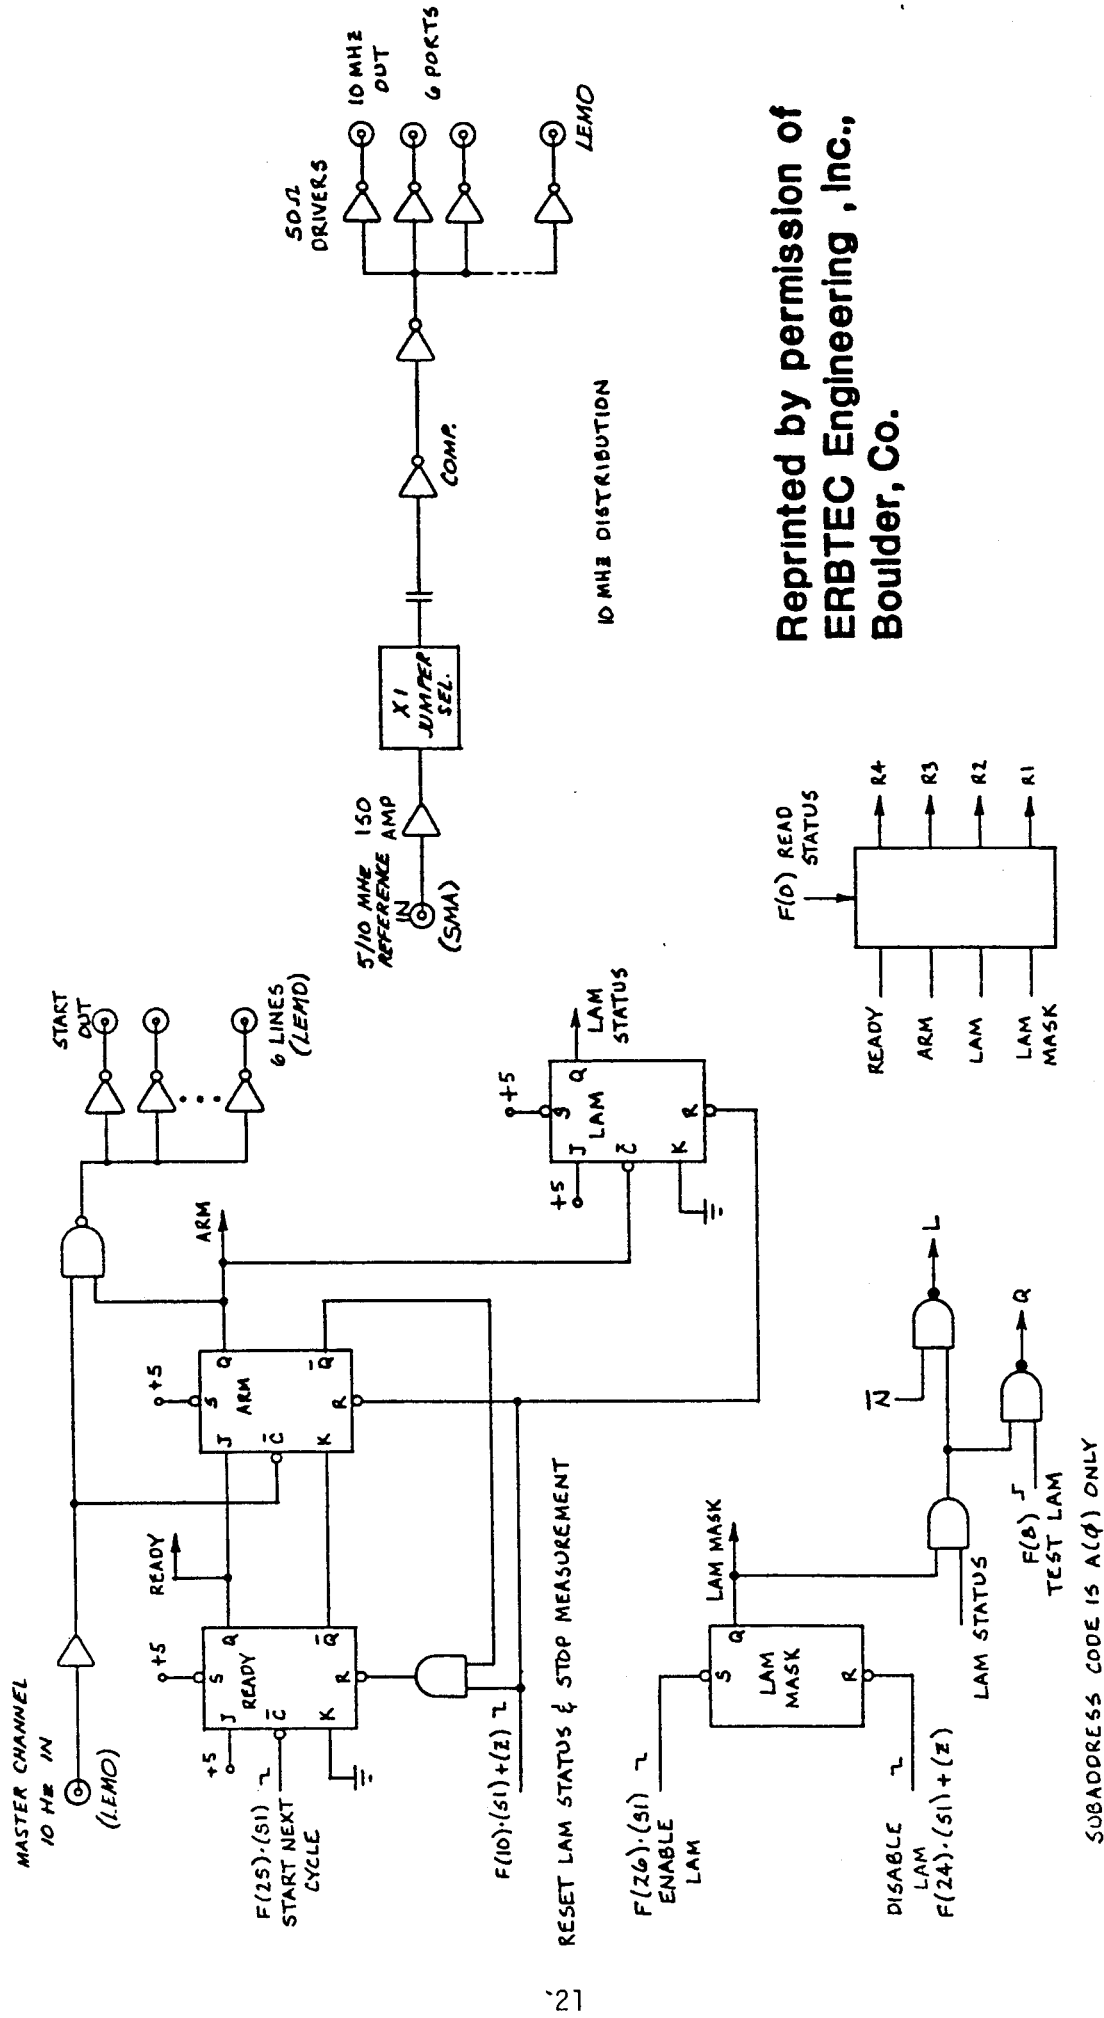 MASTER CHANNEL
10 Hz IN
(LEMO)
F(25)·(S1)
START NEXT
CYCLE
+5
+5
J
S
Q
READY
C̅
K
R
Q̅
READY
+5
J
S
Q
ARM
C̅
K
R
Q̅
ARM
START
OUT
6 LINES
(LEMO)
F(10)·(S1)+(Z)
RESET LAM STATUS & STOP MEASUREMENT
+5
+5
J
S
Q
LAM
C̅
K
R
LAM
STATUS
F(26)·(S1)
ENABLE
LAM
S
Q
LAM
MASK
R
LAM MASK
DISABLE
LAM
F(24)·(S1)+(Z)
LAM STATUS
F(8)
TEST LAM
N̅
L
Q
SUBADDRESS CODE IS A(ϕ) ONLY
5/10 MHz
REFERENCE
IN
(SMA)
ISO
AMP
X1
JUMPER
SEL.
COMP.
50Ω
DRIVERS
10 MHz
OUT
6 PORTS
LEMO
10 MHz DISTRIBUTION
F(0) READ
STATUS
READY
ARM
LAM
LAM
MASK
R4
R3
R2
R1
Reprinted by permission of
ERBTEC Engineering ,Inc.,
Boulder, Co.
21